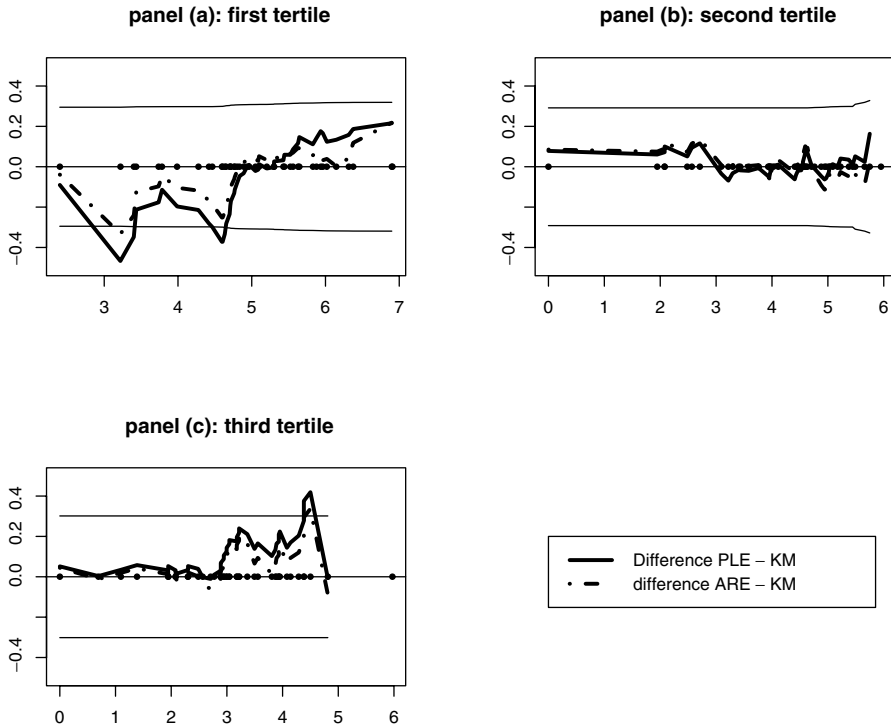 panel (a): first tertile
0.4
0.2
0.0
−0.4
3 4 5 6 7
panel (b): second tertile
0.4
0.2
0.0
−0.4
0 1 2 3 4 5 6
panel (c): third tertile
0.4
0.2
0.0
−0.4
0 1 2 3 4 5 6
Difference PLE − KM
difference ARE − KM